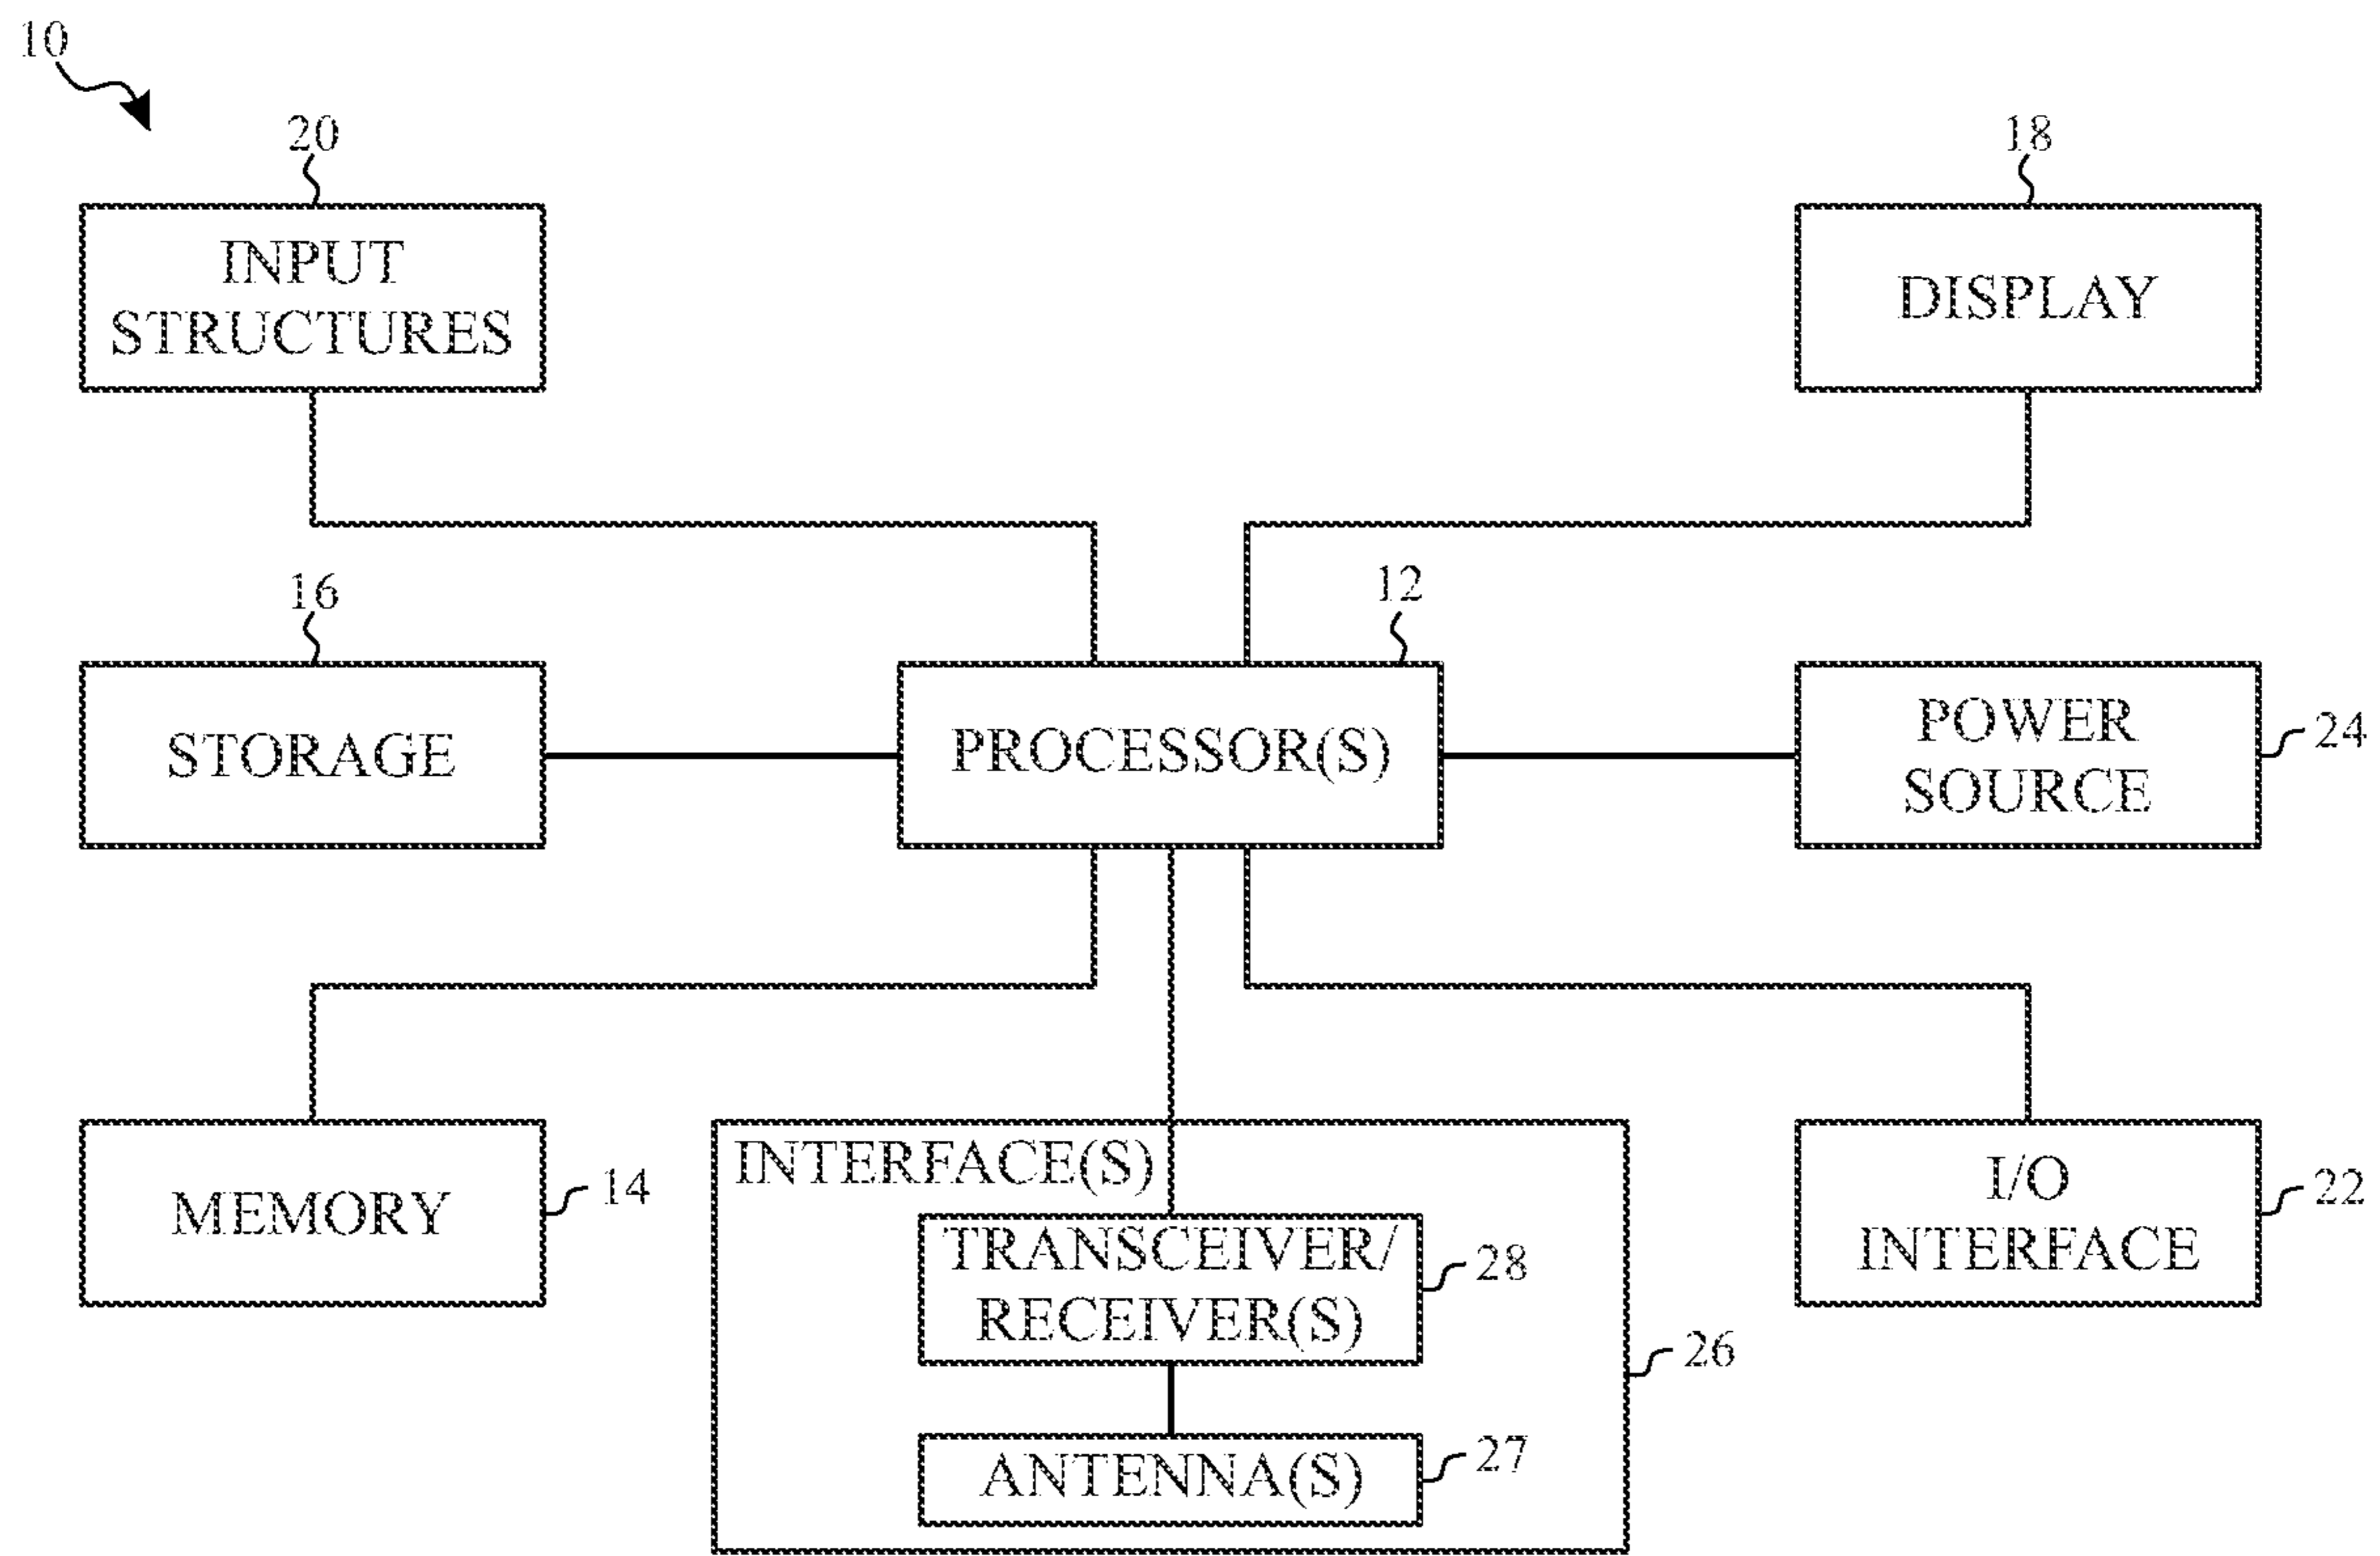 10
20
18
INPUT
STRUCTURES
DISPLAY
16
12
STORAGE
PROCESSOR(S)
POWER
SOURCE
24
MEMORY
14
INTERFACE(S)
TRANSCEIVER/
RECEIVER(S)
28
ANTENNA(S)
27
26
I/O
INTERFACE
22